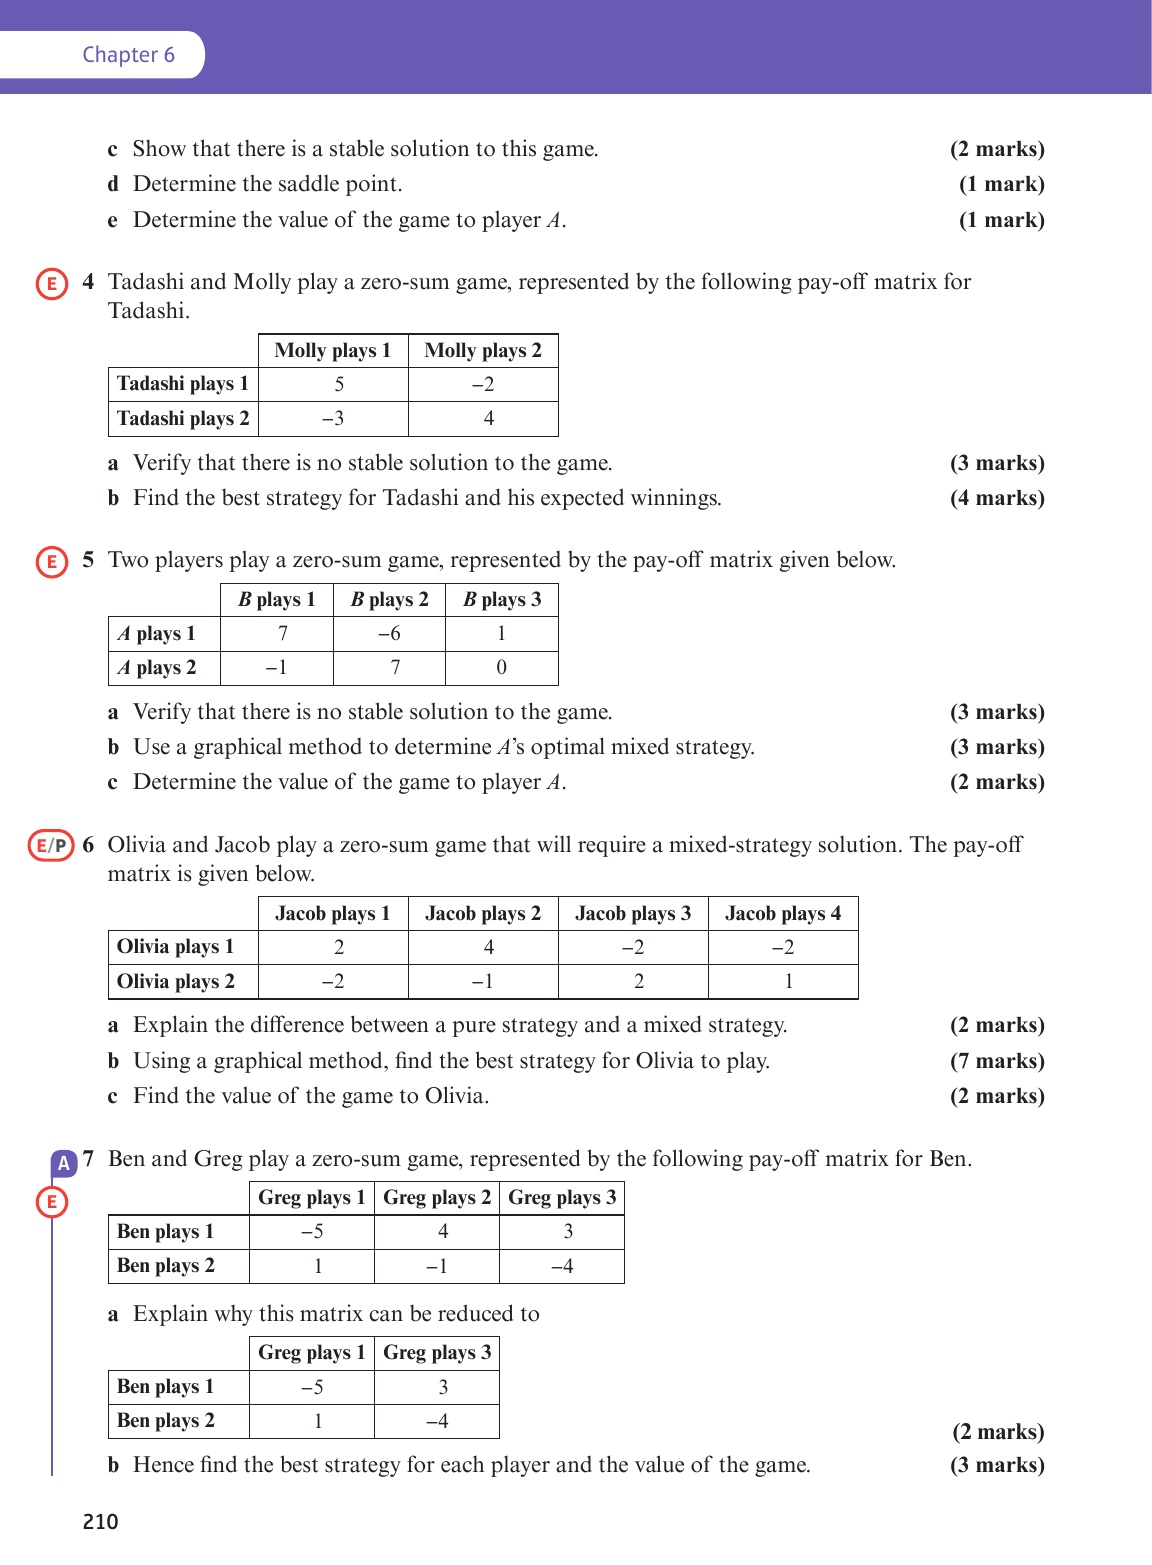 Chapter 6
c Show that there is a stable solution to this game. (2 marks)
d Determine the saddle point. (1 mark)
e Determine the value of the game to player A. (1 mark)
E 4 Tadashi and Molly play a zero-sum game, represented by the following pay-off matrix for
Tadashi.
Molly plays 1 Molly plays 2
Tadashi plays 1 5 −2
Tadashi plays 2 −3 4
a Verify that there is no stable solution to the game. (3 marks)
b Find the best strategy for Tadashi and his expected winnings. (4 marks)
E 5 Two players play a zero-sum game, represented by the pay-off matrix given below.
B plays 1 B plays 2 B plays 3
A plays 1 7 −6 1
A plays 2 −1 7 0
a Verify that there is no stable solution to the game. (3 marks)
b Use a graphical method to determine A’s optimal mixed strategy. (3 marks)
c Determine the value of the game to player A. (2 marks)
E/P 6 Olivia and Jacob play a zero-sum game that will require a mixed-strategy solution. The pay-off
matrix is given below.
Jacob plays 1 Jacob plays 2 Jacob plays 3 Jacob plays 4
Olivia plays 1 2 4 −2 −2
Olivia plays 2 −2 −1 2 1
a Explain the difference between a pure strategy and a mixed strategy. (2 marks)
b Using a graphical method, find the best strategy for Olivia to play. (7 marks)
c Find the value of the game to Olivia. (2 marks)
A 7 Ben and Greg play a zero-sum game, represented by the following pay-off matrix for Ben.
E Greg plays 1 Greg plays 2 Greg plays 3
Ben plays 1 −5 4 3
Ben plays 2 1 −1 −4
a Explain why this matrix can be reduced to
Greg plays 1 Greg plays 3
Ben plays 1 −5 3
Ben plays 2 1 −4
(2 marks)
b Hence find the best strategy for each player and the value of the game. (3 marks)
210